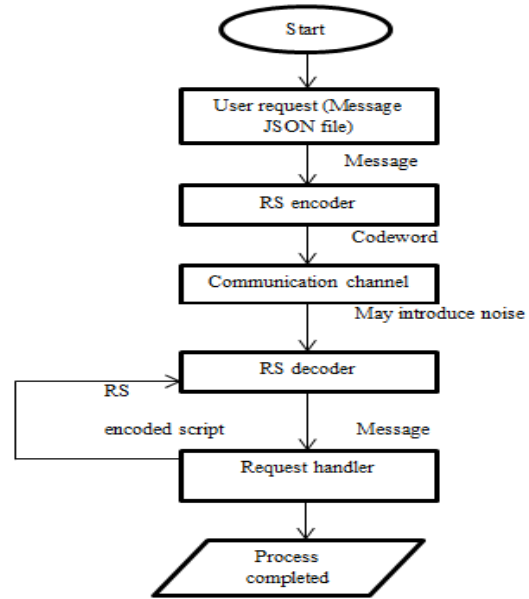 Start
User request (Message
JSON file)
Message
RS encoder
Codeword
Communication channel
May introduce noise
RS decoder
RS
encoded script
Message
Request handler
Process
completed